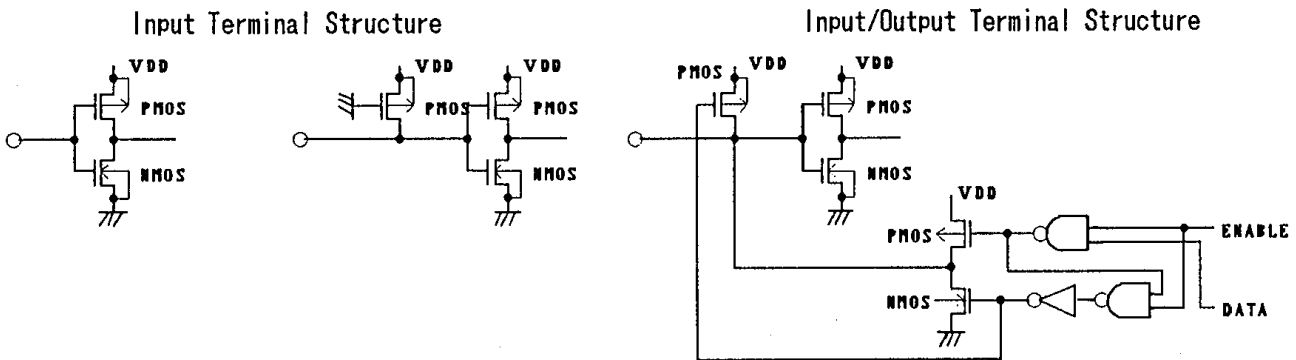 Input Terminal Structure
Input/Output Terminal Structure
VDD
PMOS
NMOS
VDD
PMOS
VDD
PMOS
NMOS
PMOS
VDD
VDD
PMOS
NMOS
VDD
PMOS
NMOS
ENABLE
DATA